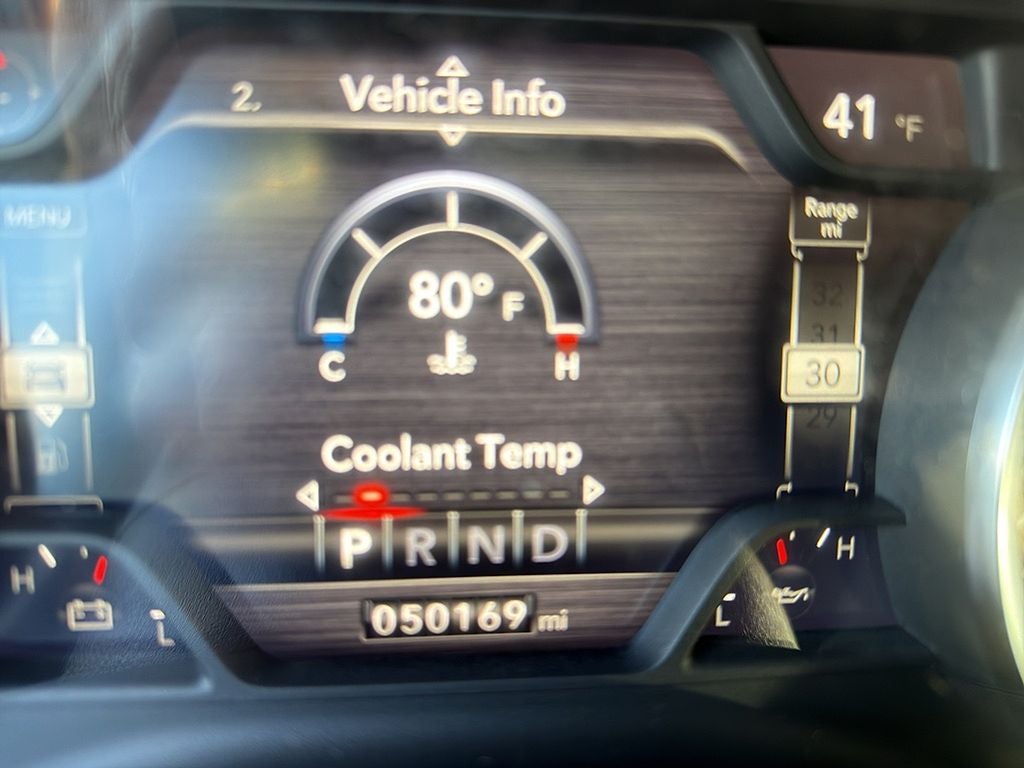 2. Vehicle Info
41 °F
MENU
Range
mi
32
31
30
29
80° F
C H
Coolant Temp
P R N D
H
L
050169 mi
H
L